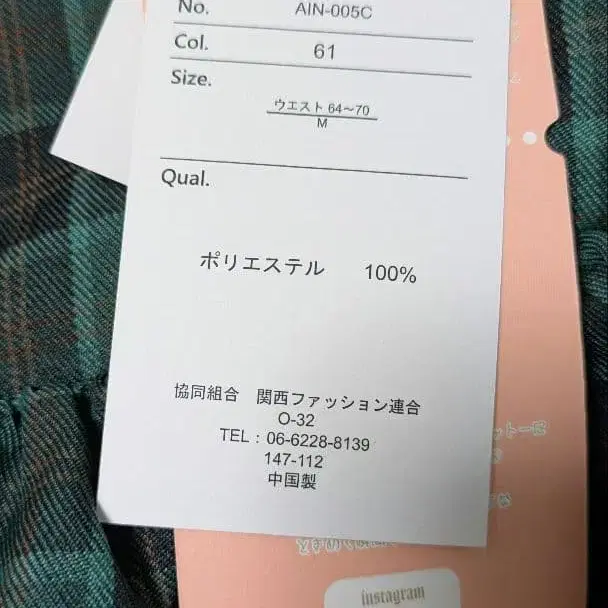 No. AIN-005C
Col. 61
Size.
ウエスト 64～70
M
Qual.
ポリエステル 100%
協同組合 関西ファッション連合
O-32
TEL：06-6228-8139
147-112
中国製
instagram